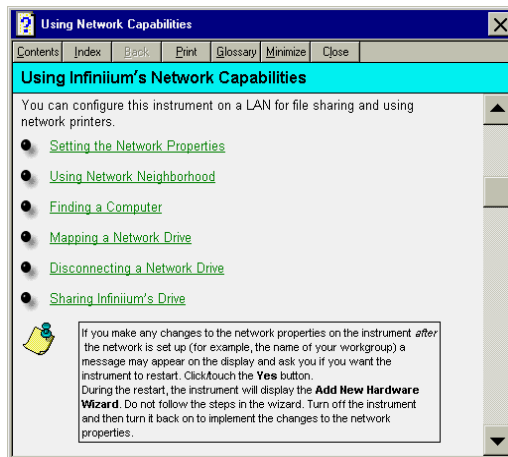 Using Network Capabilities
Contents Index Back Print Glossary Minimize Close
Using Infiniium's Network Capabilities
You can configure this instrument on a LAN for file sharing and using
network printers.
Setting the Network Properties
Using Network Neighborhood
Finding a Computer
Mapping a Network Drive
Disconnecting a Network Drive
Sharing Infiniium's Drive
If you make any changes to the network properties on the instrument after
the network is set up (for example, the name of your workgroup) a
message may appear on the display and ask you if you want the
instrument to restart. Click/touch the Yes button.
During the restart, the instrument will display the Add New Hardware
Wizard. Do not follow the steps in the wizard. Turn off the instrument
and then turn it back on to implement the changes to the network
properties.